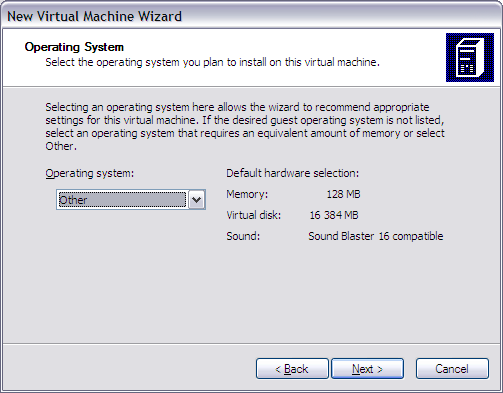 New Virtual Machine Wizard
Operating System
Select the operating system you plan to install on this virtual machine.
Selecting an operating system here allows the wizard to recommend appropriate
settings for this virtual machine. If the desired guest operating system is not listed,
select an operating system that requires an equivalent amount of memory or select
Other.
Operating system:
Other
Default hardware selection:
Memory: 128 MB
Virtual disk: 16 384 MB
Sound: Sound Blaster 16 compatible
< Back
Next >
Cancel